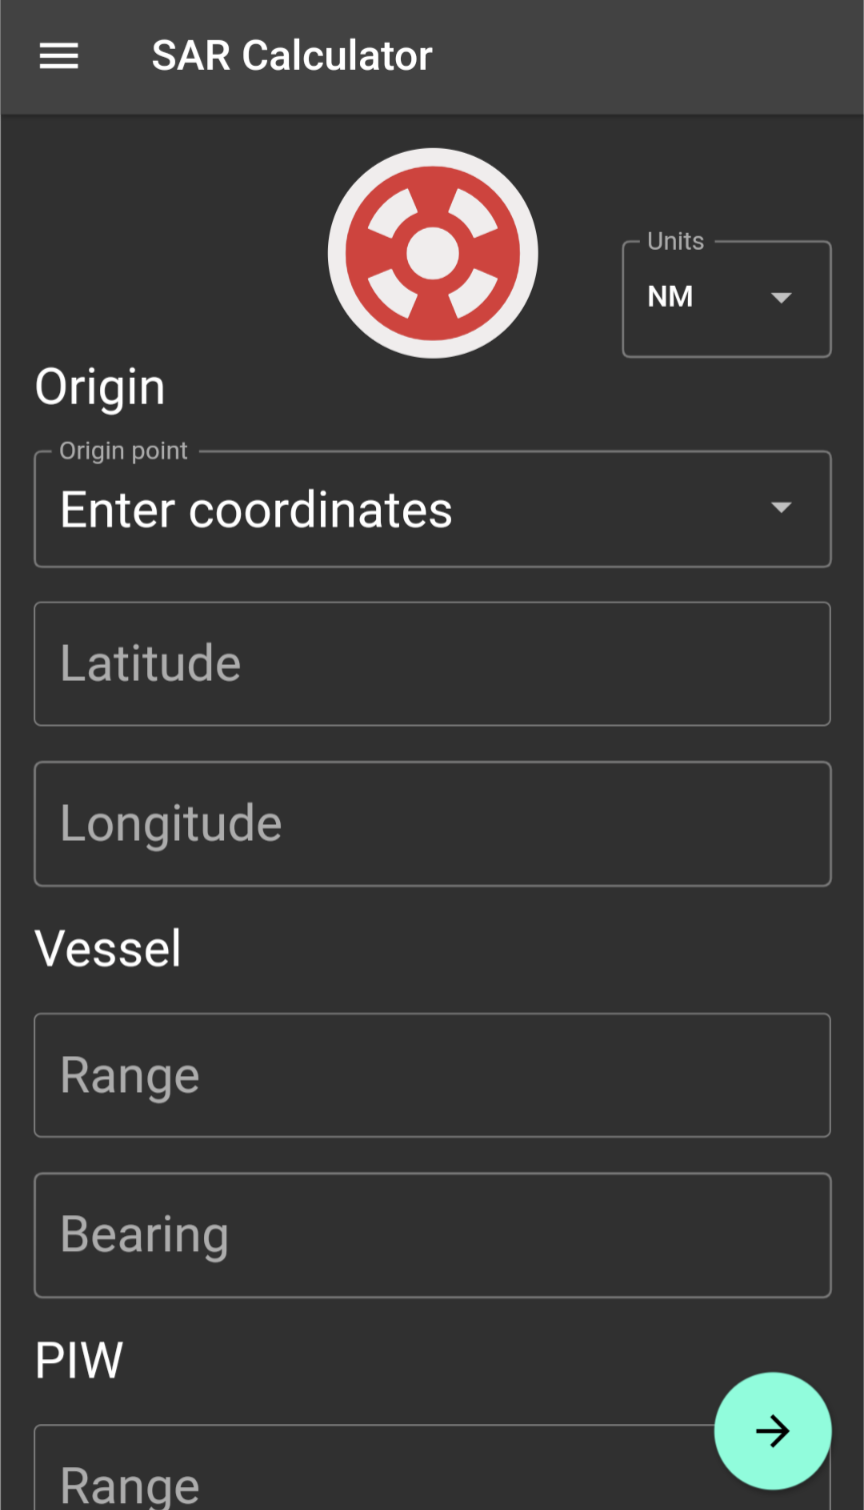 SAR Calculator
Units
NM
Origin
Origin point
Enter coordinates
Latitude
Longitude
Vessel
Range
Bearing
PIW
Range